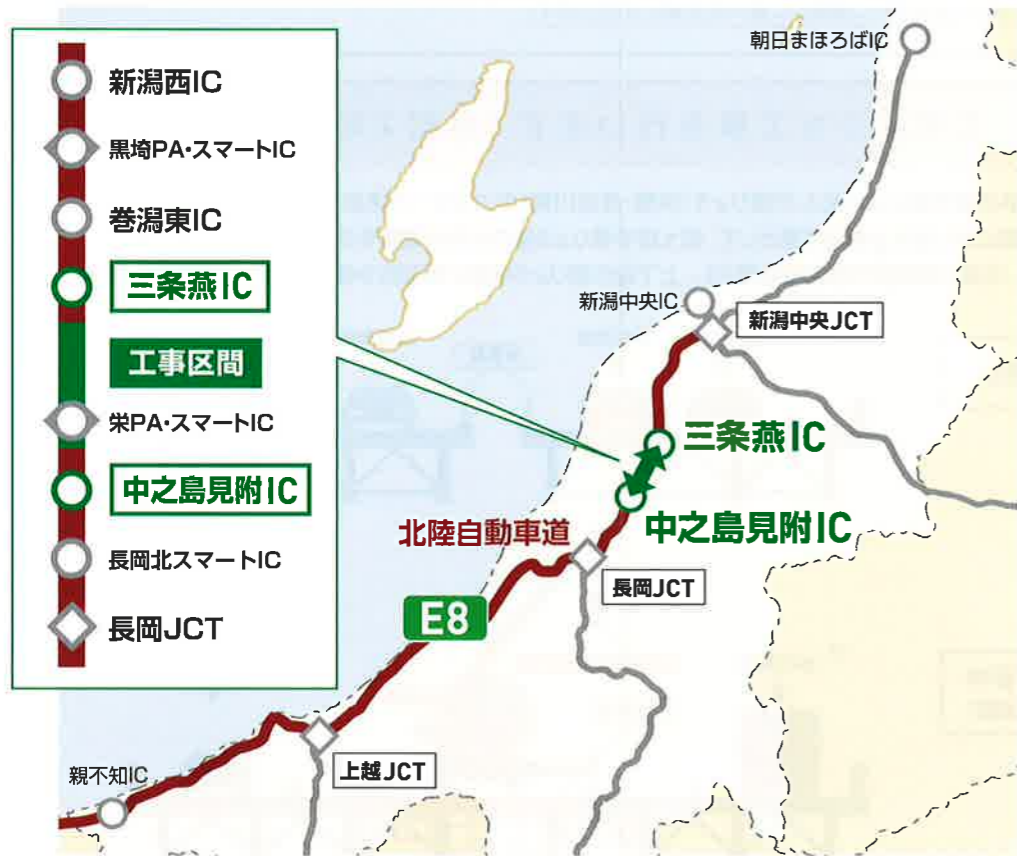 新潟西IC
黒埼PA・スマートIC
巻潟東IC
三条燕IC
工事区間
栄PA・スマートIC
中之島見附IC
長岡北スマートIC
長岡JCT
朝日まほろばIC
新潟中央IC
新潟中央JCT
三条燕IC
中之島見附IC
北陸自動車道
長岡JCT
E8
上越JCT
親不知IC